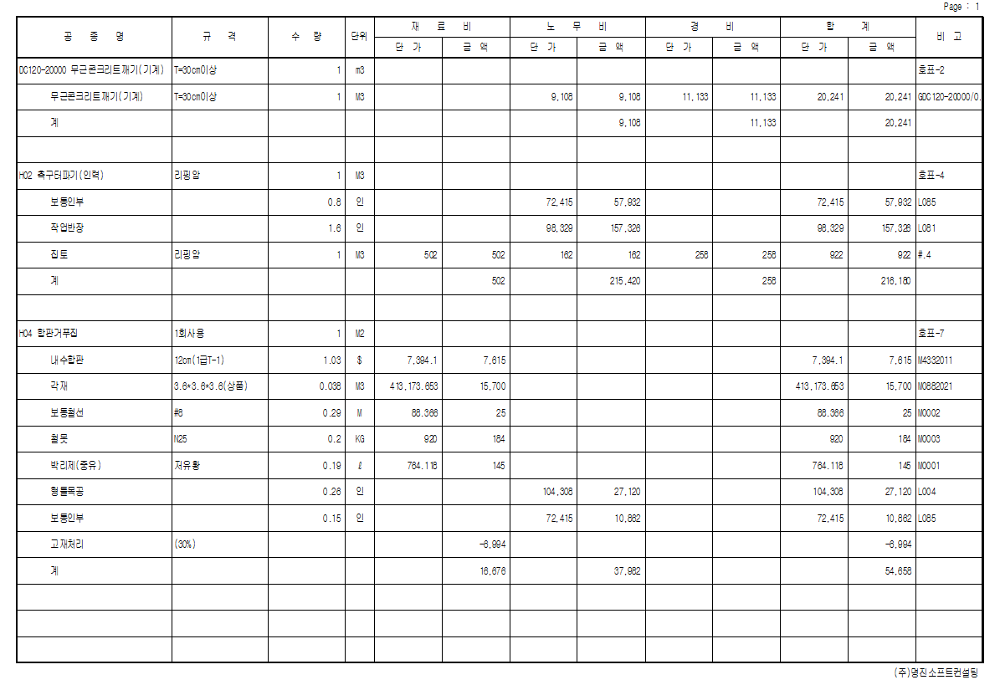 Page : 1
공 종 명 규 격 수 량 단위 재 료 비 노 무 비 경 비 합 계 비 고
단 가 금 액 단 가 금 액 단 가 금 액 단 가 금 액
DC120-20000 무근콘크리트깨기(기계) T=30cm이상 1 m3 호표-2
무근콘크리트깨기(기계) T=30cm이상 1 M3 9,108 9,108 11,133 11,133 20,241 20,241 GDC120-20000/0.
계 9,108 11,133 20,241
H02 측구터파기(인력) 리핑암 1 M3 호표-4
보통인부 0.8 인 72,415 57,932 72,415 57,932 L085
작업반장 1.6 인 98,329 157,326 98,329 157,326 L081
집토 리핑암 1 M3 502 502 162 162 258 258 922 922 #.4
계 502 215,420 258 216,180
H04 합판거푸집 1회사용 1 M2 호표-7
내수합판 12cm(1급T-1) 1.03 $ 7,394.1 7,615 7,394.1 7,615 M4332011
각재 3.6*3.6*3.6(상품) 0.038 M3 413,173.653 15,700 413,173.653 15,700 M0882021
보통철선 #8 0.29 M 88.366 25 88.366 25 M0002
철못 N25 0.2 KG 920 184 920 184 M0003
박리제(중유) 저유황 0.19 ℓ 764.118 145 764.118 145 M0001
형틀목공 0.26 인 104,308 27,120 104,308 27,120 L004
보통인부 0.15 인 72,415 10,862 72,415 10,862 L085
고재처리 (30%) -6,994 -6,994
계 16,676 37,982 54,658
(주)명진소프트컨설팅